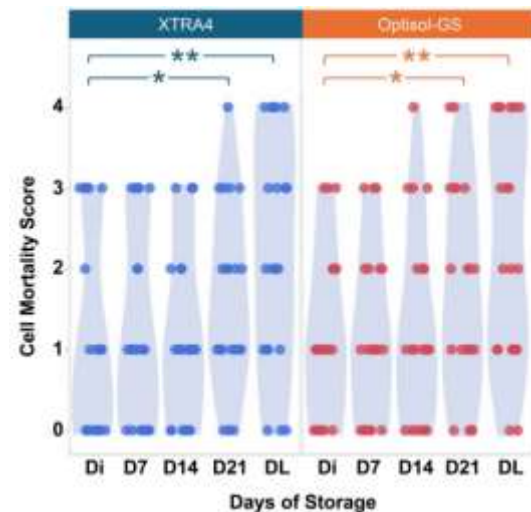 XTRA4 Optisol-GS
** **
* *
4
3
2
1
0
Cell Mortality Score
Di D7 D14 D21 DL Di D7 D14 D21 DL
Days of Storage